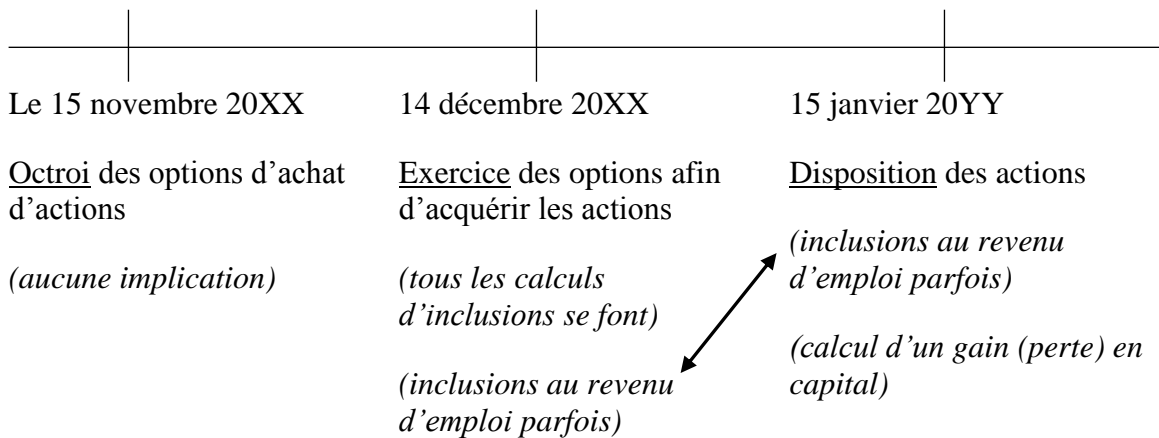 Le 15 novembre 20XX
Octroi des options d'achat
d'actions
(aucune implication)
14 décembre 20XX
Exercice des options afin
d'acquérir les actions
(tous les calculs
d'inclusions se font)
(inclusions au revenu
d'emploi parfois)
15 janvier 20YY
Disposition des actions
(inclusions au revenu
d'emploi parfois)
(calcul d'un gain (perte) en
capital)